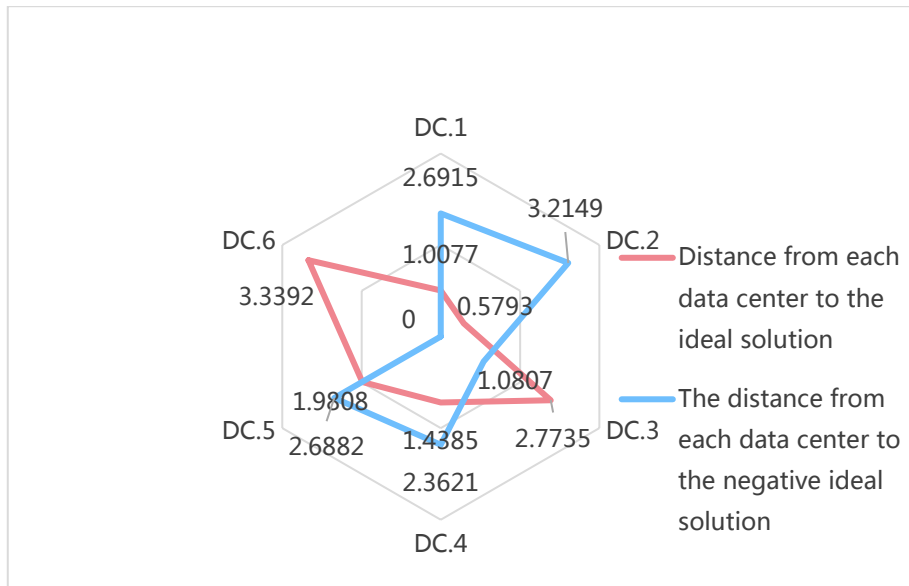 DC.1
2.6915
3.2149
DC.6
DC.2
1.0077
Distance from each
data center to the
ideal solution
3.3392
0
0.5793
1.0807
The distance from
each data center to
the negative ideal
solution
1.9808
DC.5
2.6882
1.4385
2.7735
DC.3
2.3621
DC.4